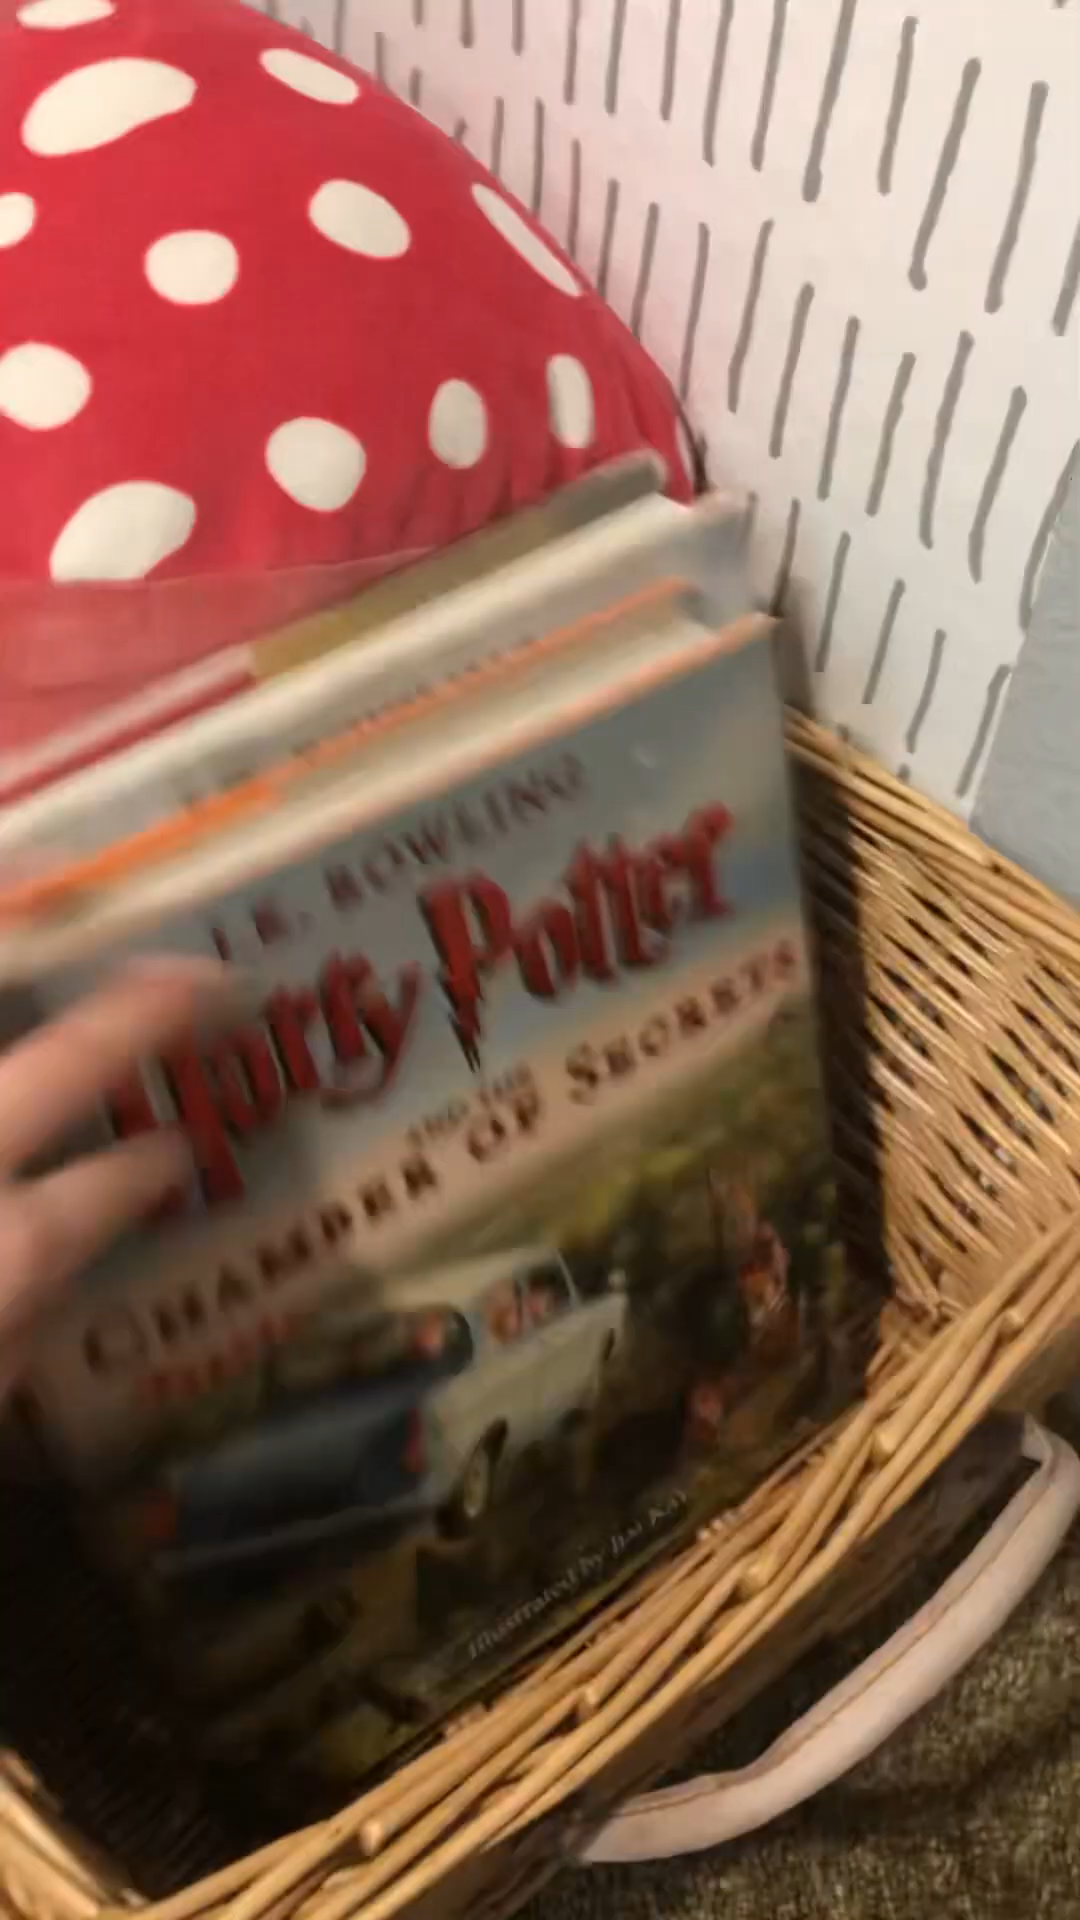 J.K. ROWLING
Harry Potter
AND THE
CHAMBER OF SECRETS
Illustrated by Jim Kay